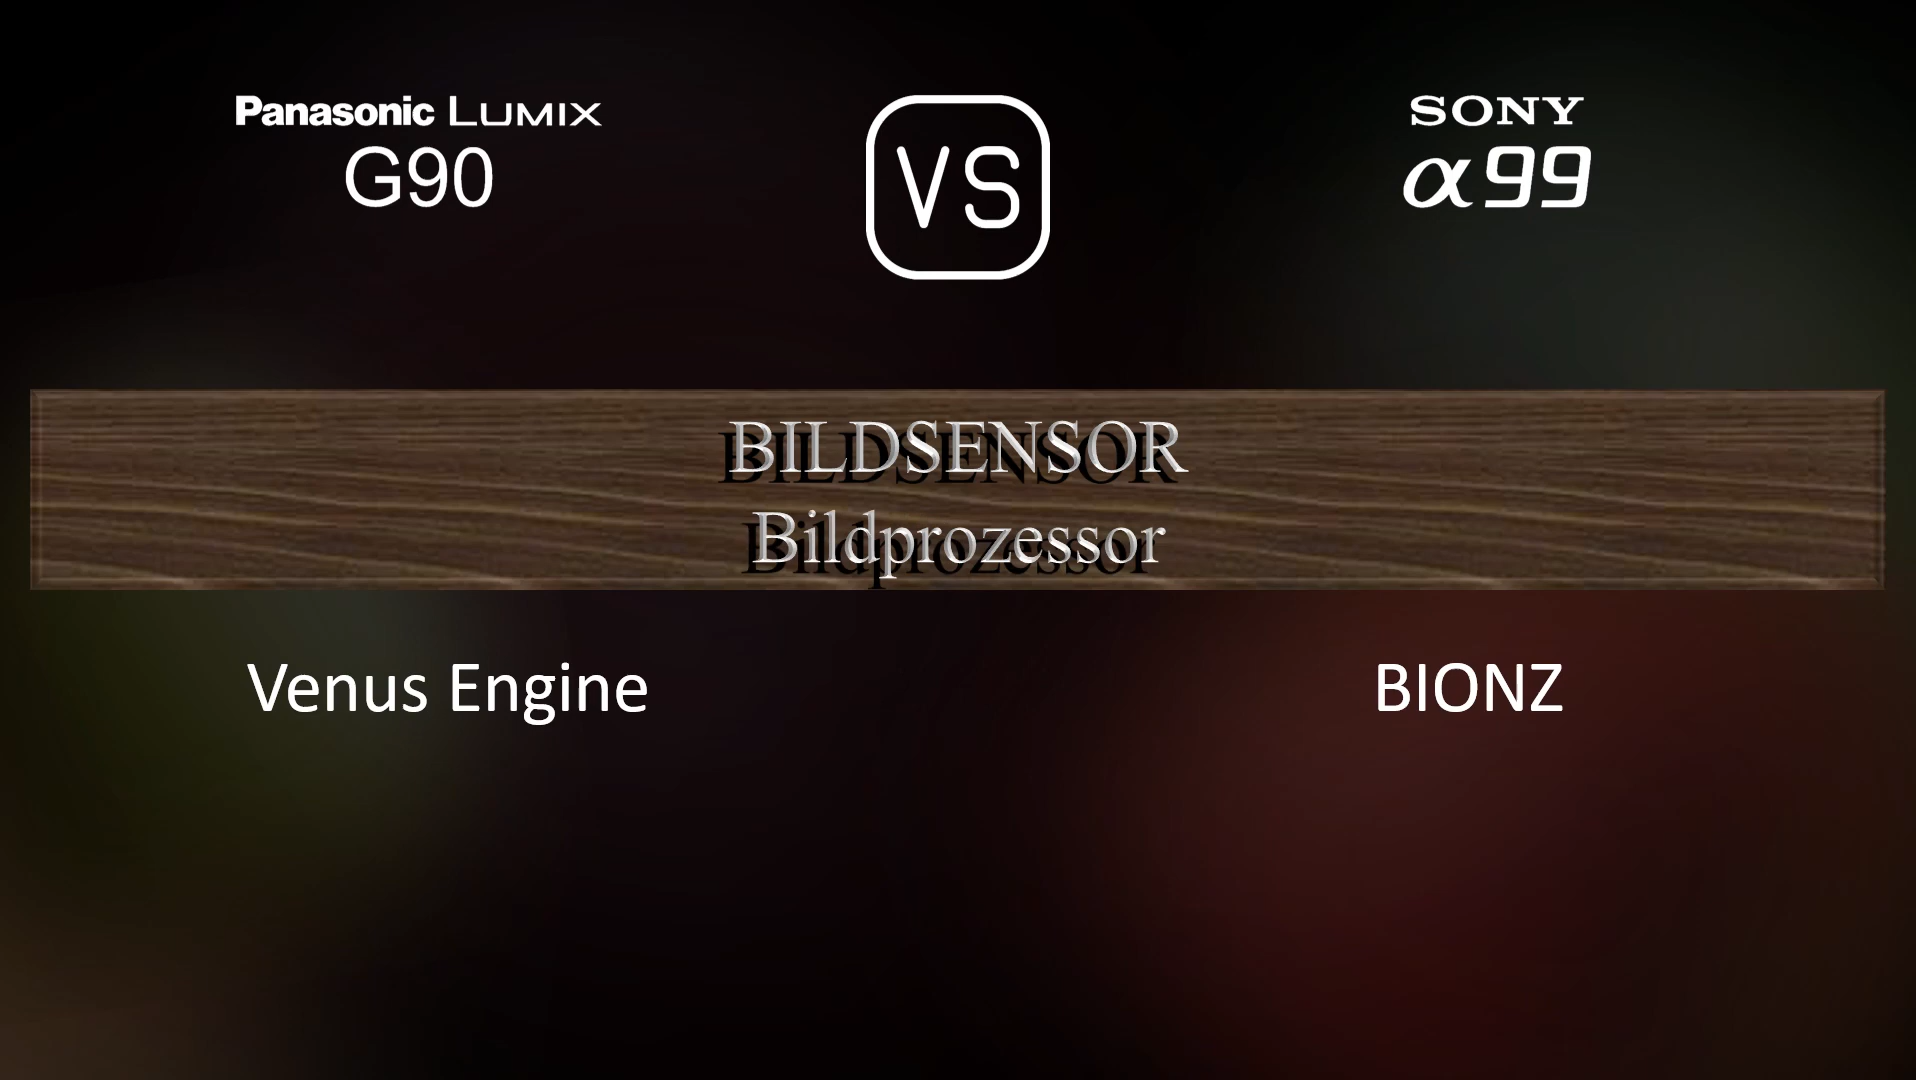 Panasonic LUMIX
G90
VS
SONY
α99
BILDSENSOR
Bildprozessor
Venus Engine
BIONZ